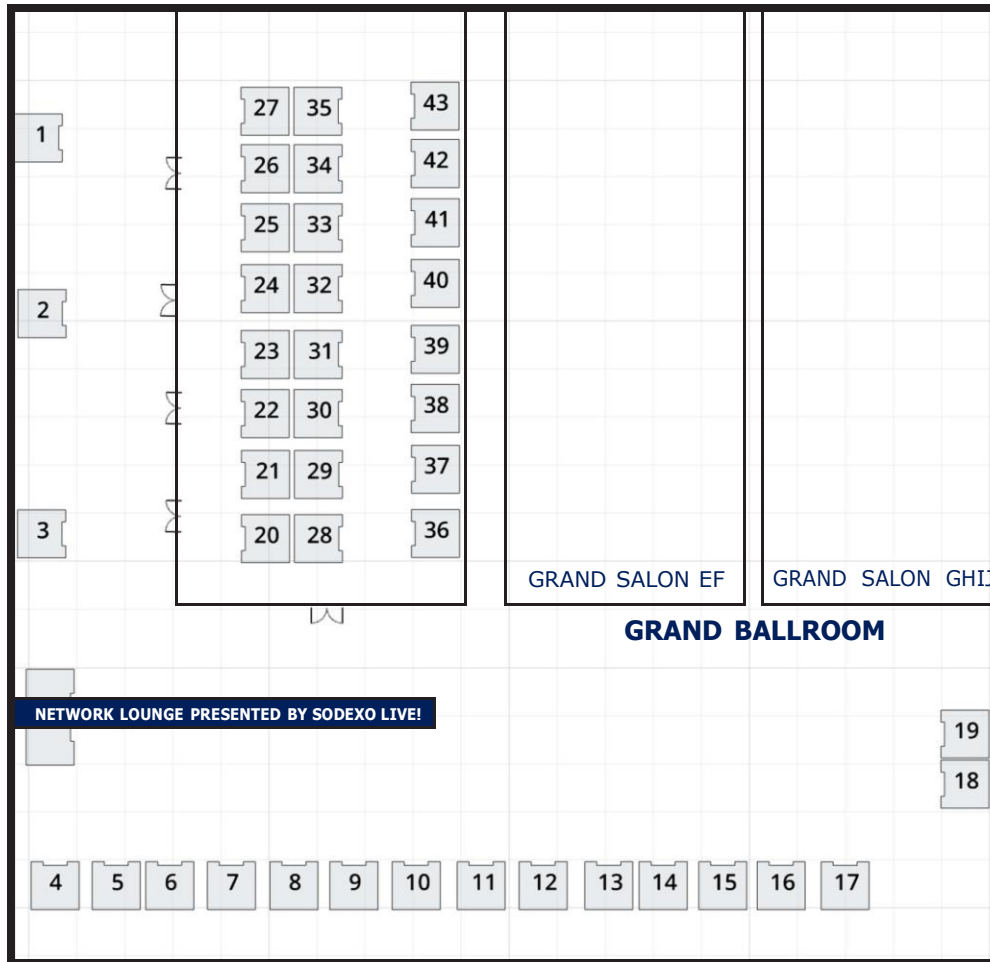 27 35 43
1
26 34 42
25 33 41
24 32 40
2
23 31 39
22 30 38
21 29 37
3 20 28 36
GRAND SALON EF GRAND SALON GHIJ
GRAND BALLROOM
NETWORK LOUNGE PRESENTED BY SODEXO LIVE!
19
18
4 5 6 7 8 9 10 11 12 13 14 15 16 17